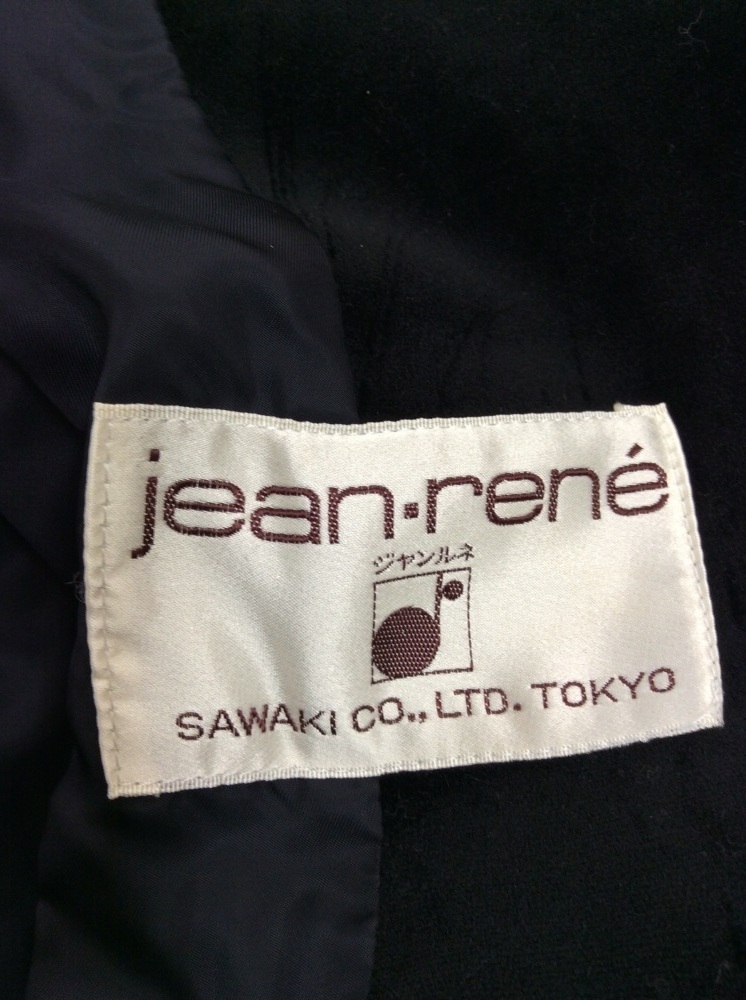 jean·rené
ジャンルネ
SAWAKI CO., LTD. TOKYO